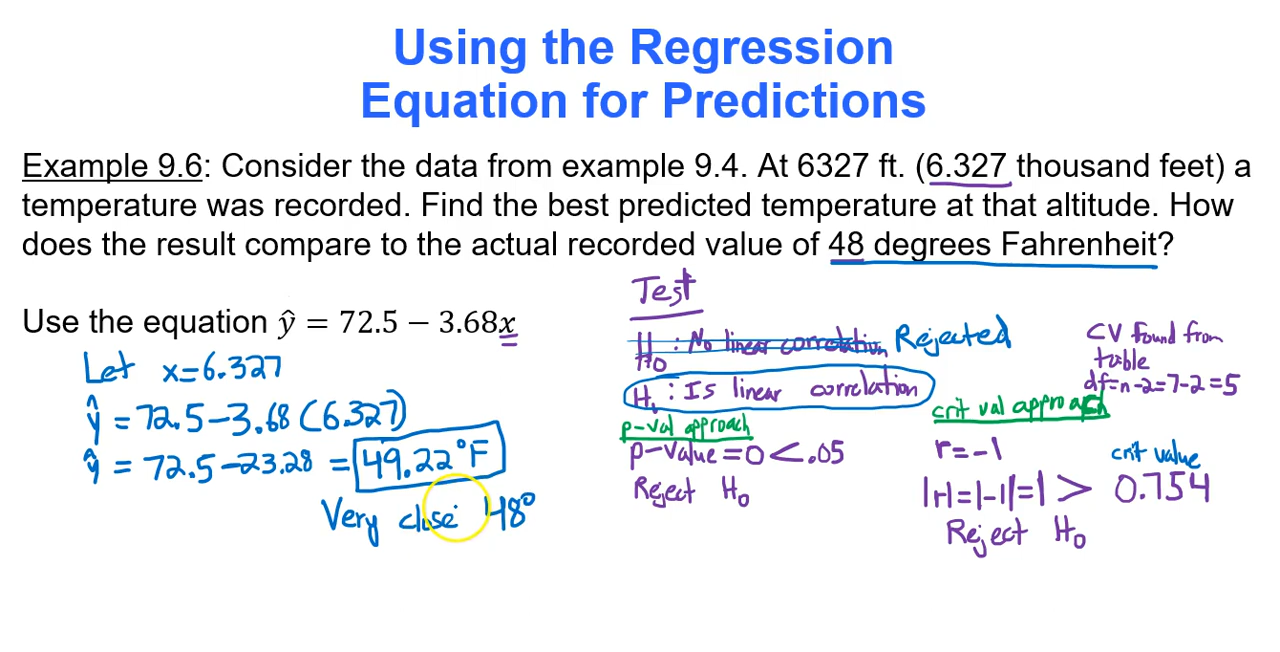 Using the Regression
Equation for Predictions
Example 9.6: Consider the data from example 9.4. At 6327 ft. (6.327 thousand feet) a
temperature was recorded. Find the best predicted temperature at that altitude. How
does the result compare to the actual recorded value of 48 degrees Fahrenheit?
Use the equation ŷ = 72.5 − 3.68x
Let x=6.327
ŷ = 72.5-3.68(6.327)
ŷ = 72.5-23.28 = 49.22°F
Very close 48°
Test
H0 : No linear correlation Rejected
H₁ : Is linear correlation
p-val approach
p-value=0<.05
Reject H₀
CV found from
table
df=n-2=7-2=5
crit val approach
r=-1
crit value
|r|=|-1|=1 > 0.754
Reject H₀